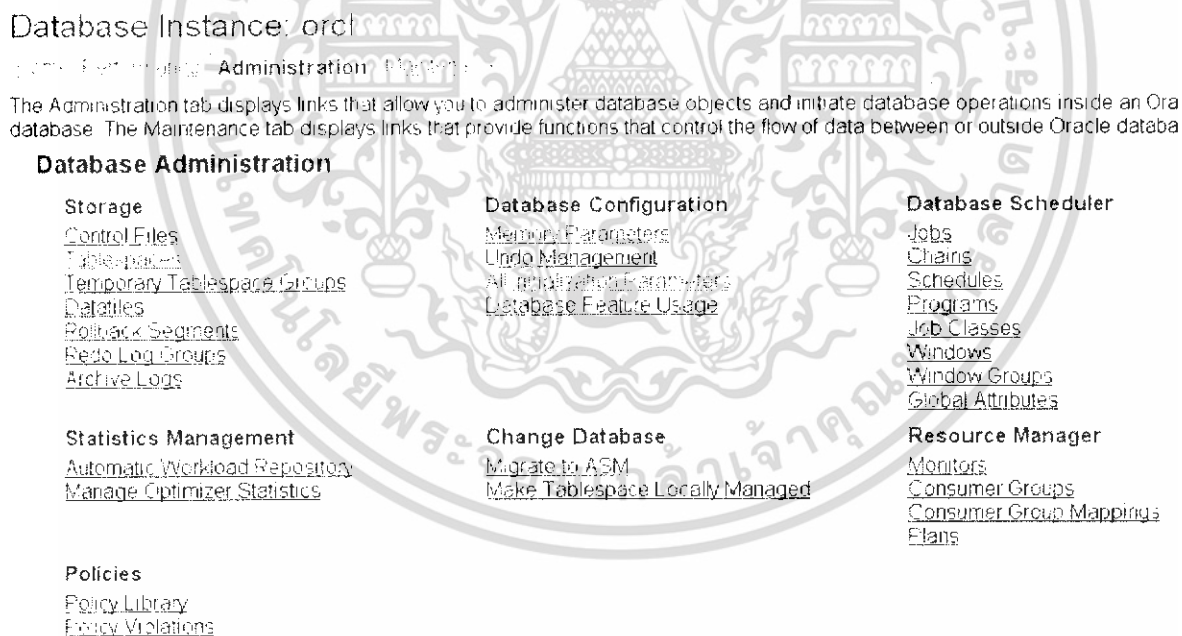 Database Instance: orcl
Administration
The Administration tab displays links that allow you to administer database objects and initiate database operations inside an Ora
database. The Maintenance tab displays links that provide functions that control the flow of data between or outside Oracle databa
Database Administration
Storage
Control Files
Tablespaces
Temporary Tablespace Groups
Datafiles
Rollback Segments
Redo Log Groups
Archive Logs
Database Configuration
Memory Parameters
Undo Management
All Initialization Parameters
Database Feature Usage
Database Scheduler
Jobs
Chains
Schedules
Programs
Job Classes
Windows
Window Groups
Global Attributes
Statistics Management
Automatic Workload Repository
Manage Optimizer Statistics
Change Database
Migrate to ASM
Make Tablespace Locally Managed
Resource Manager
Monitors
Consumer Groups
Consumer Group Mappings
Plans
Policies
Policy Library
Policy Violations